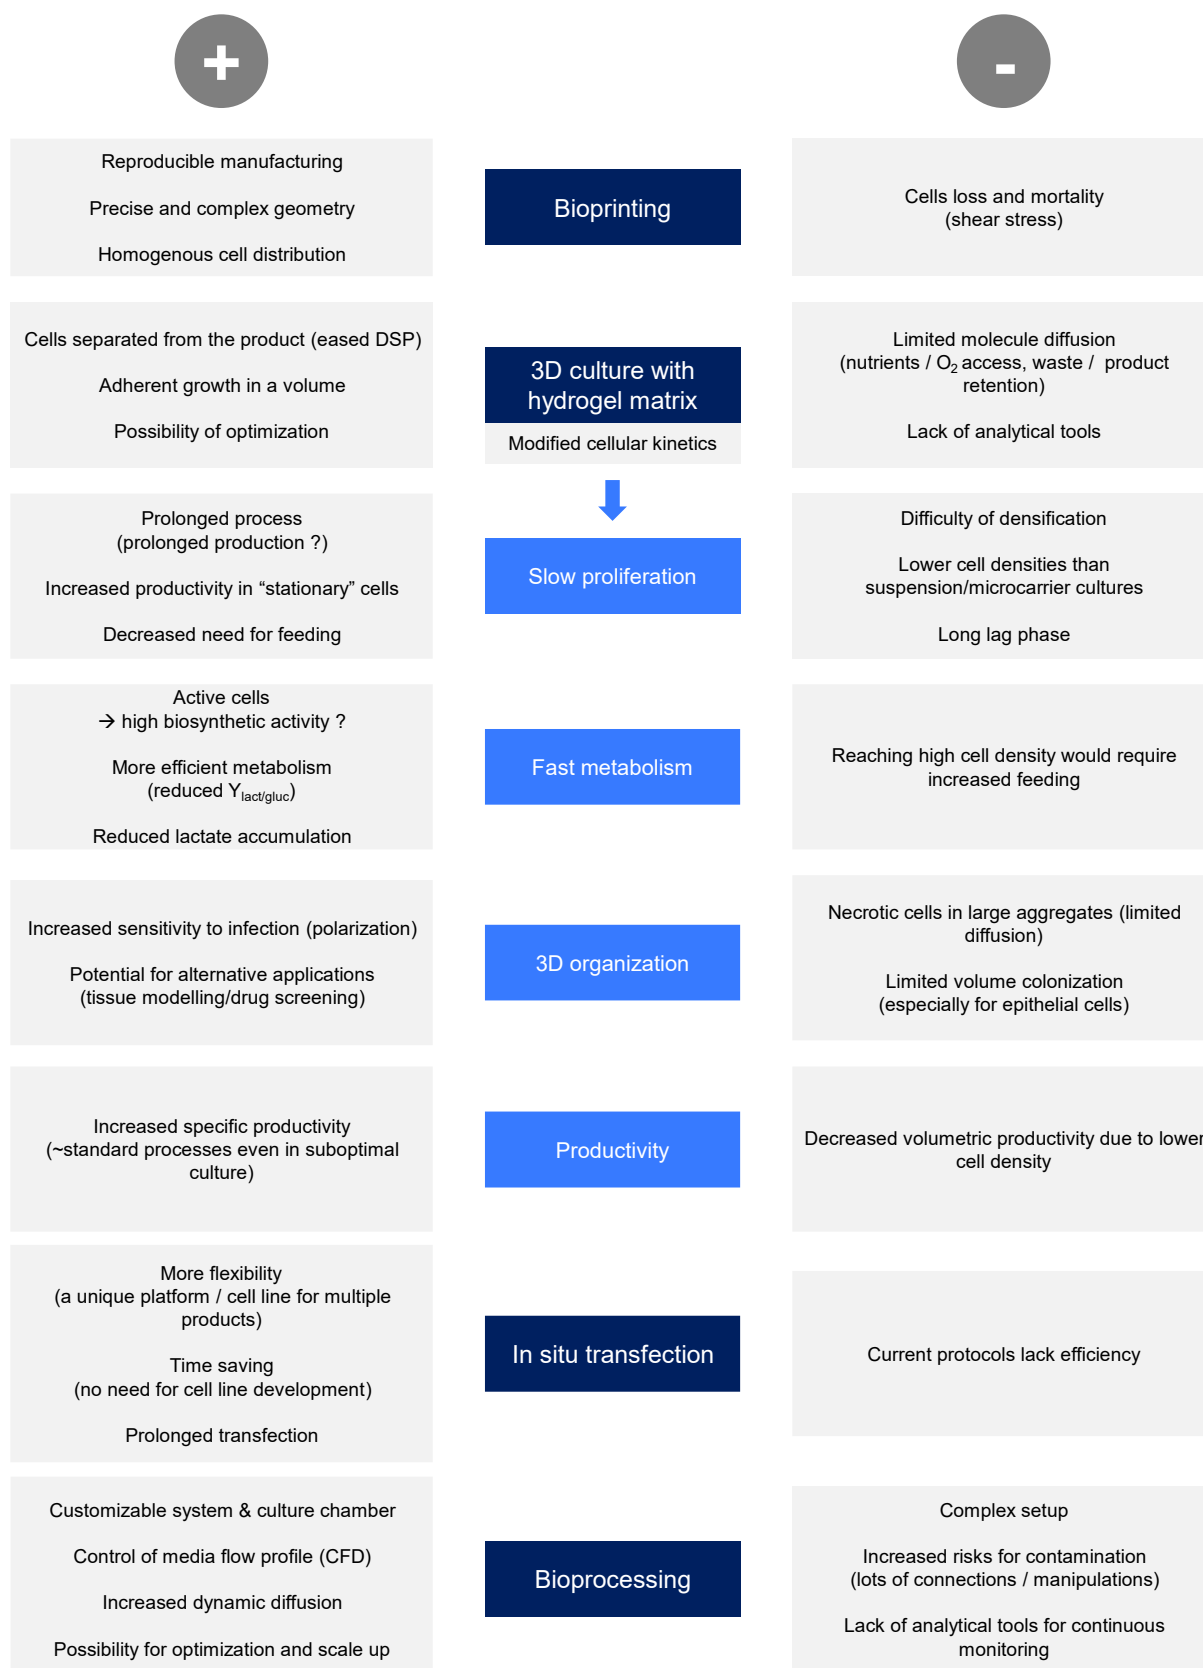 +
-
Reproducible manufacturing
Precise and complex geometry
Homogenous cell distribution
Bioprinting
Cells loss and mortality
(shear stress)
Cells separated from the product (eased DSP)
Adherent growth in a volume
Possibility of optimization
3D culture with
hydrogel matrix
Modified cellular kinetics
Limited molecule diffusion
(nutrients / O2 access, waste / product
retention)
Lack of analytical tools
Prolonged process
(prolonged production ?)
Increased productivity in “stationary” cells
Decreased need for feeding
Slow proliferation
Difficulty of densification
Lower cell densities than
suspension/microcarrier cultures
Long lag phase
Active cells
→ high biosynthetic activity ?
More efficient metabolism
(reduced Ylact/gluc)
Reduced lactate accumulation
Fast metabolism
Reaching high cell density would require
increased feeding
Increased sensitivity to infection (polarization)
Potential for alternative applications
(tissue modelling/drug screening)
3D organization
Necrotic cells in large aggregates (limited
diffusion)
Limited volume colonization
(especially for epithelial cells)
Increased specific productivity
(~standard processes even in suboptimal
culture)
Productivity
Decreased volumetric productivity due to lower
cell density
More flexibility
(a unique platform / cell line for multiple
products)
Time saving
(no need for cell line development)
Prolonged transfection
In situ transfection
Current protocols lack efficiency
Customizable system & culture chamber
Control of media flow profile (CFD)
Increased dynamic diffusion
Possibility for optimization and scale up
Bioprocessing
Complex setup
Increased risks for contamination
(lots of connections / manipulations)
Lack of analytical tools for continuous
monitoring